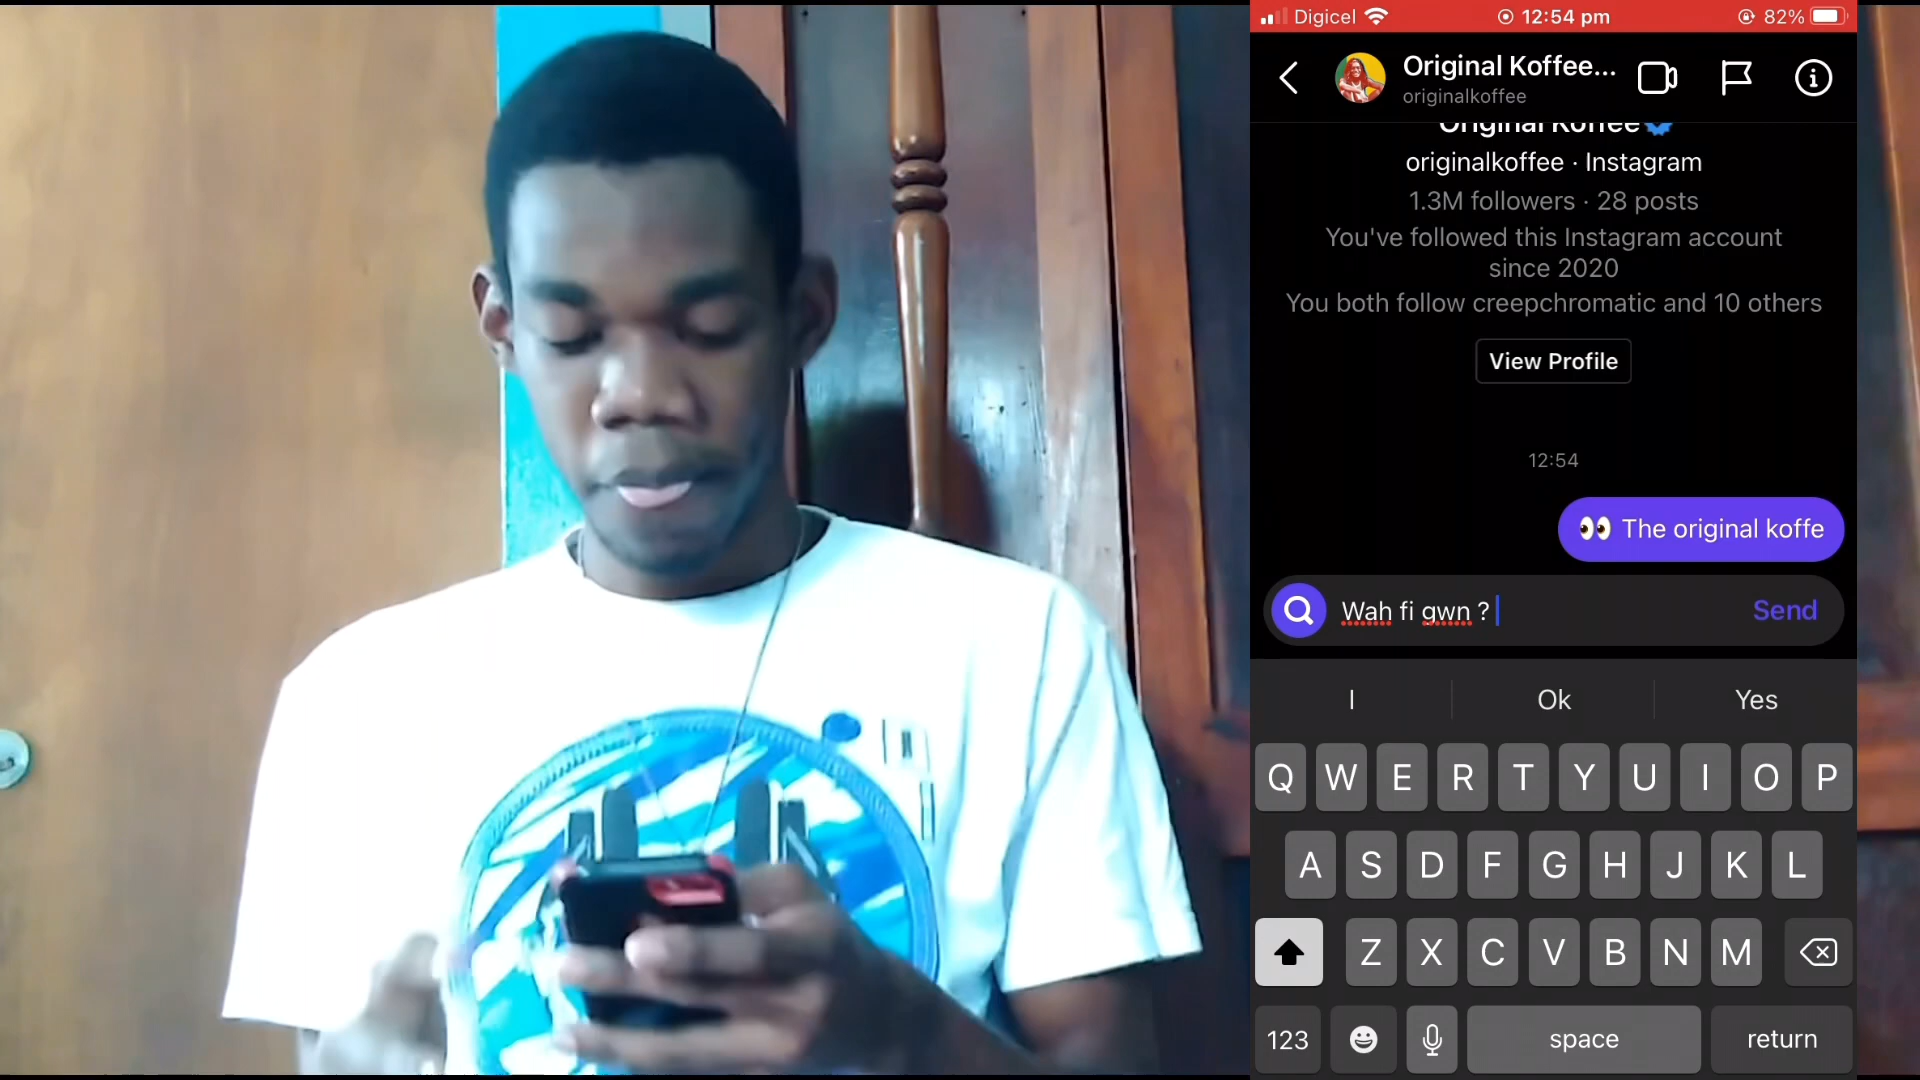 Digicel
12:54 pm
82%
Original Koffee...
originalkoffee
Original Koffee
originalkoffee · Instagram
1.3M followers · 28 posts
You've followed this Instagram account
since 2020
You both follow creepchromatic and 10 others
View Profile
12:54
👀 The original koffe
Wah fi gwn ?
Send
I
Ok
Yes
Q W E R T Y U I O P
A S D F G H J K L
Z X C V B N M
123
space
return